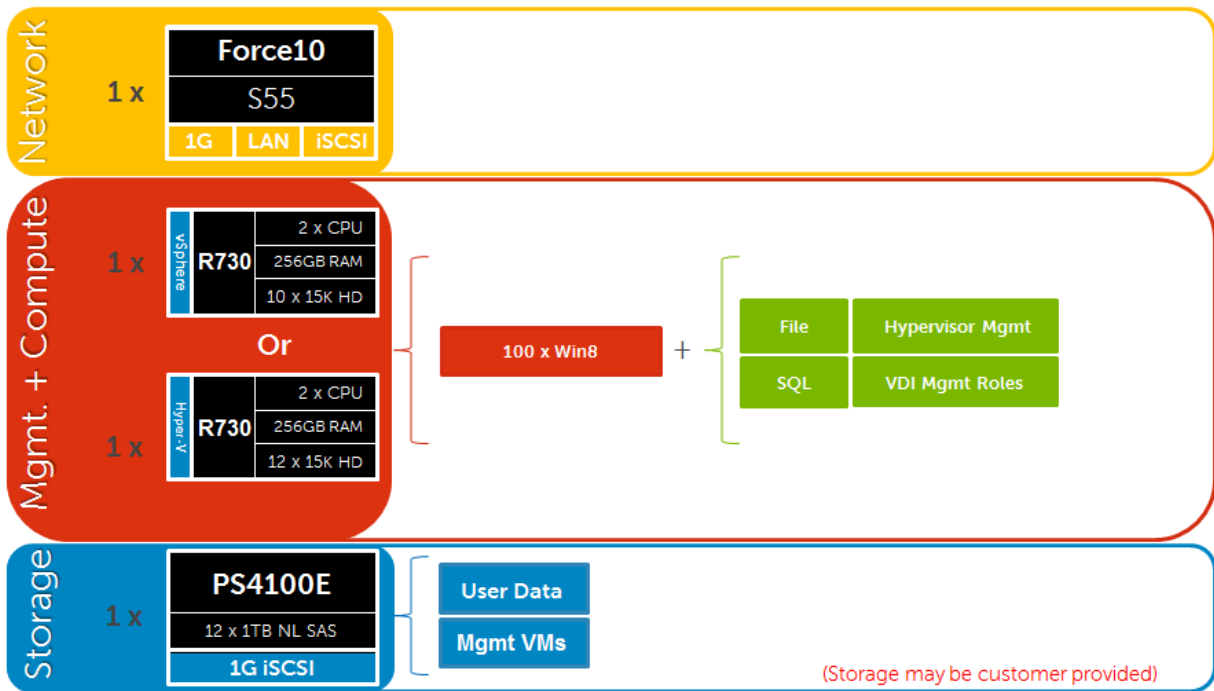 Network
1 x
Force10
S55
1G LAN iSCSI
Mgmt. + Compute
1 x
vSphere
R730
2 x CPU
256GB RAM
10 x 15K HD
Or
1 x
Hyper-V
R730
2 x CPU
256GB RAM
12 x 15K HD
100 x Win8
+
File
Hypervisor Mgmt
SQL
VDI Mgmt Roles
Storage
1 x
PS4100E
12 x 1TB NL SAS
1G iSCSI
User Data
Mgmt VMs
(Storage may be customer provided)